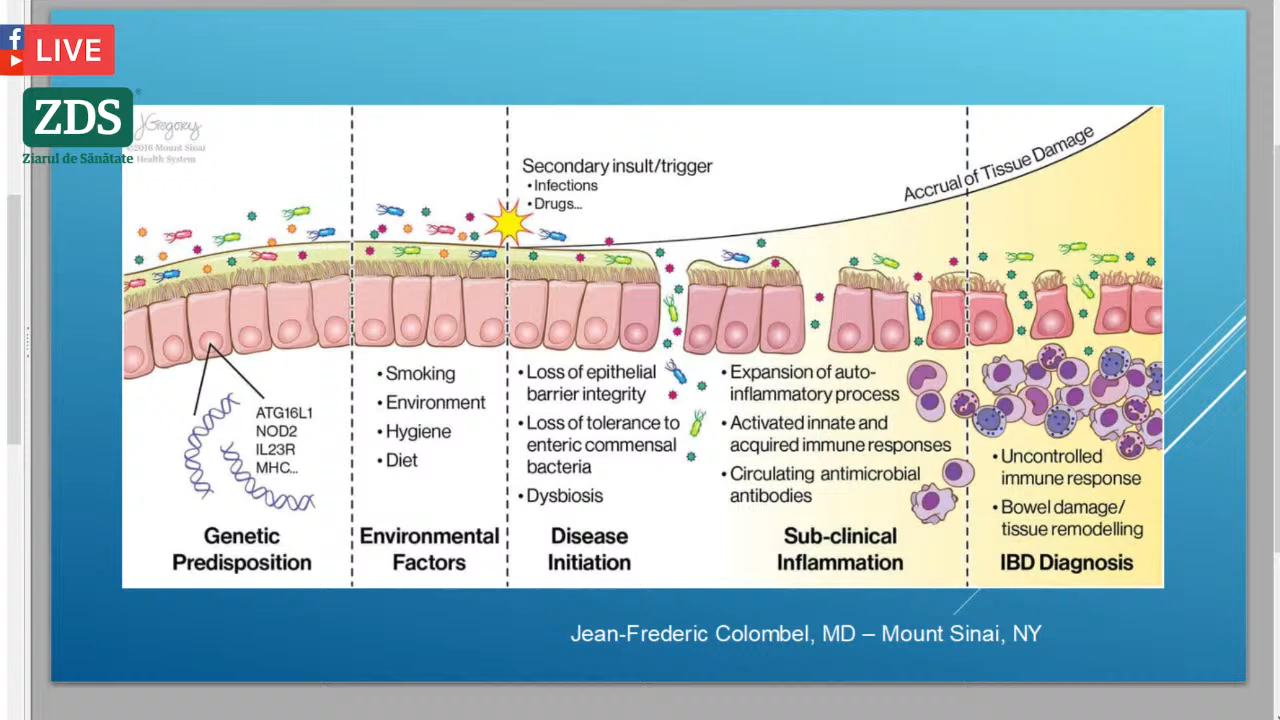 LIVE
ZDS
®
Ziarul de Sănătate
JGregory
©2016 Mount Sinai
Health System
Secondary insult/trigger
• Infections
• Drugs...
Accrual of Tissue Damage
ATG16L1
NOD2
IL23R
MHC...
Genetic
Predisposition
• Smoking
• Environment
• Hygiene
• Diet
Environmental
Factors
• Loss of epithelial
barrier integrity
• Loss of tolerance to
enteric commensal
bacteria
• Dysbiosis
Disease
Initiation
• Expansion of auto-
inflammatory process
• Activated innate and
acquired immune responses
• Circulating antimicrobial
antibodies
Sub-clinical
Inflammation
• Uncontrolled
immune response
• Bowel damage/
tissue remodelling
IBD Diagnosis
Jean-Frederic Colombel, MD – Mount Sinai, NY